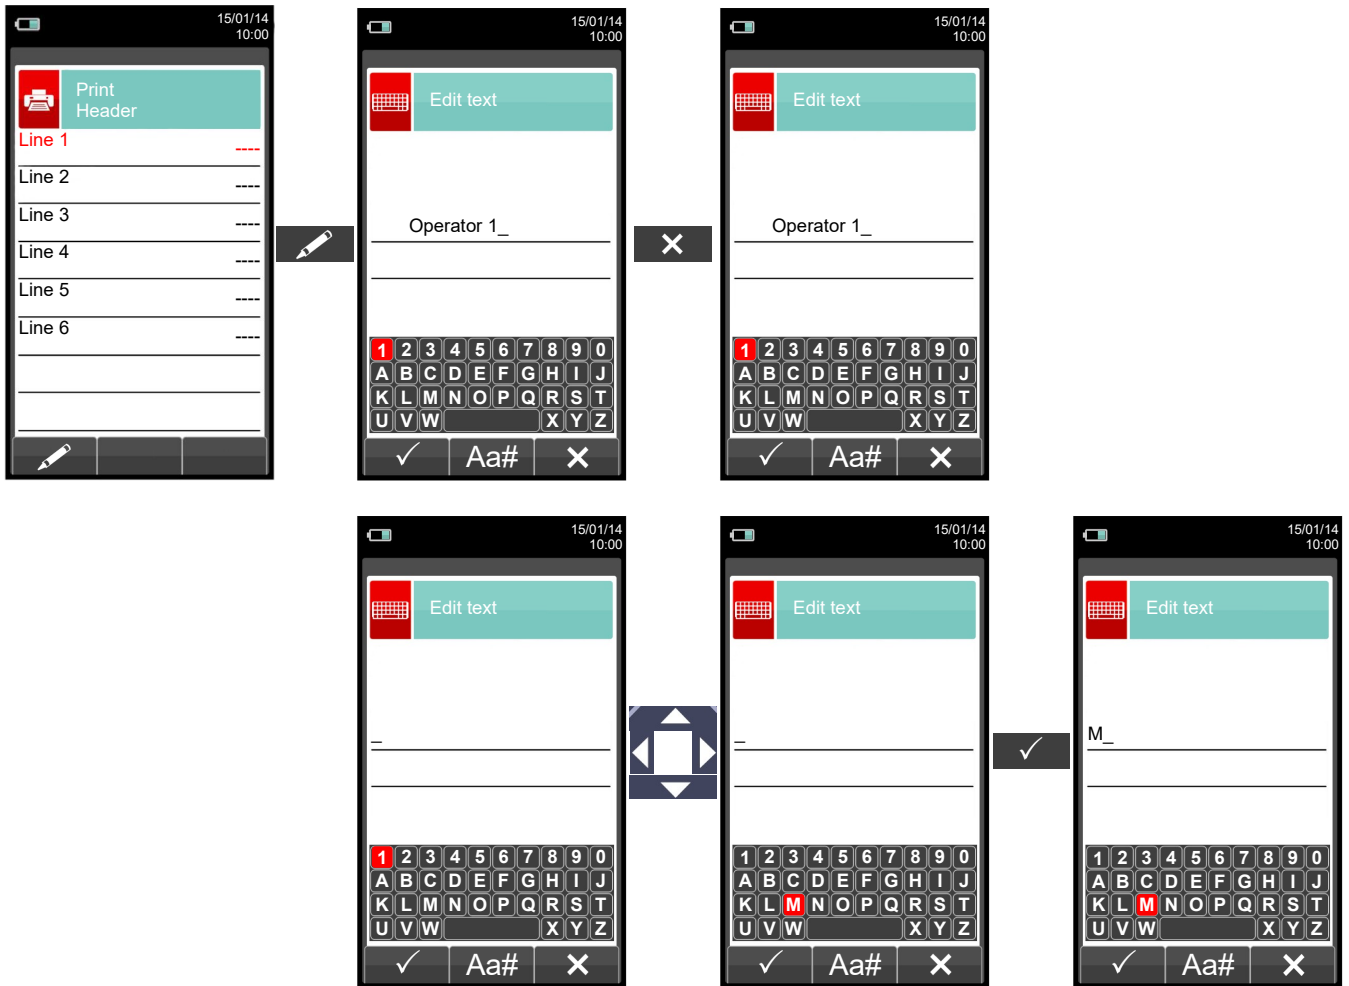 15/01/14
10:00
Print
Header
Line 1 ----
Line 2 ----
Line 3 ----
Line 4 ----
Line 5 ----
Line 6 ----
15/01/14
10:00
Edit text
Operator 1_
1 2 3 4 5 6 7 8 9 0
A B C D E F G H I J
K L M N O P Q R S T
U V W X Y Z
✓ Aa# ✕
15/01/14
10:00
Edit text
Operator 1_
1 2 3 4 5 6 7 8 9 0
A B C D E F G H I J
K L M N O P Q R S T
U V W X Y Z
✓ Aa# ✕
15/01/14
10:00
Edit text
_
1 2 3 4 5 6 7 8 9 0
A B C D E F G H I J
K L M N O P Q R S T
U V W X Y Z
✓ Aa# ✕
15/01/14
10:00
Edit text
_
1 2 3 4 5 6 7 8 9 0
A B C D E F G H I J
K L M N O P Q R S T
U V W X Y Z
✓ Aa# ✕
15/01/14
10:00
Edit text
M_
1 2 3 4 5 6 7 8 9 0
A B C D E F G H I J
K L M N O P Q R S T
U V W X Y Z
✓ Aa# ✕